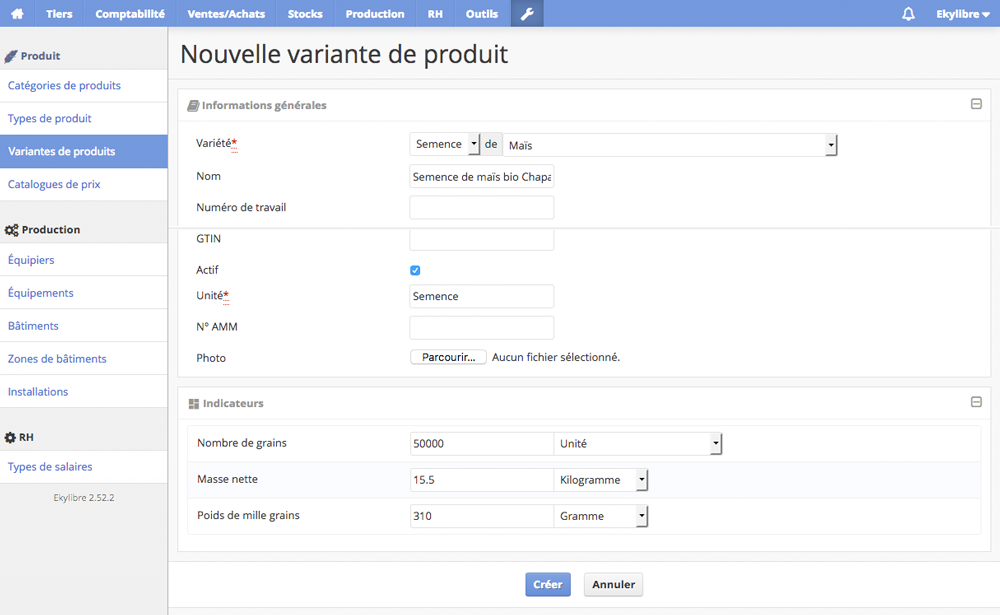 Tiers Comptabilité Ventes/Achats Stocks Production RH Outils Ekylibre
Produit
Catégories de produits
Types de produit
Variantes de produits
Catalogues de prix
Production
Équipiers
Équipements
Bâtiments
Zones de bâtiments
Installations
RH
Types de salaires
Ekylibre 2.52.2
Nouvelle variante de produit
Informations générales
Variété* Semence de Maïs
Nom Semence de maïs bio Chapa
Numéro de travail
GTIN
Actif
Unité* Semence
N° AMM
Photo Parcourir... Aucun fichier sélectionné.
Indicateurs
Nombre de grains 50000 Unité
Masse nette 15.5 Kilogramme
Poids de mille grains 310 Gramme
Créer Annuler